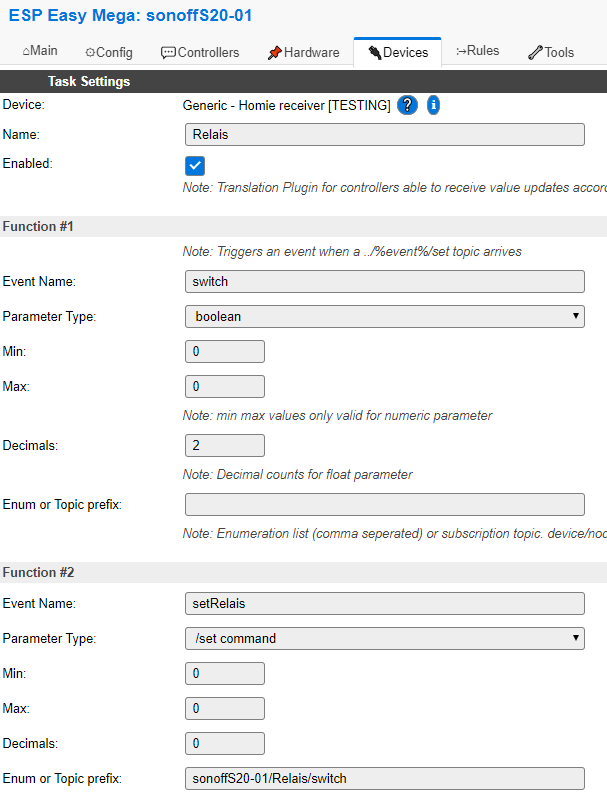 ESP Easy Mega: sonoffS20-01
Main Config Controllers Hardware Devices Rules Tools
Task Settings
Device: Generic - Homie receiver [TESTING] ? i
Name: Relais
Enabled:
Note: Translation Plugin for controllers able to receive value updates accor
Function #1
Note: Triggers an event when a ../%event%/set topic arrives
Event Name: switch
Parameter Type: boolean
Min: 0
Max: 0
Note: min max values only valid for numeric parameter
Decimals: 2
Note: Decimal counts for float parameter
Enum or Topic prefix:
Note: Enumeration list (comma seperated) or subscription topic. device/nod
Function #2
Event Name: setRelais
Parameter Type: /set command
Min: 0
Max: 0
Decimals: 0
Enum or Topic prefix: sonoffS20-01/Relais/switch